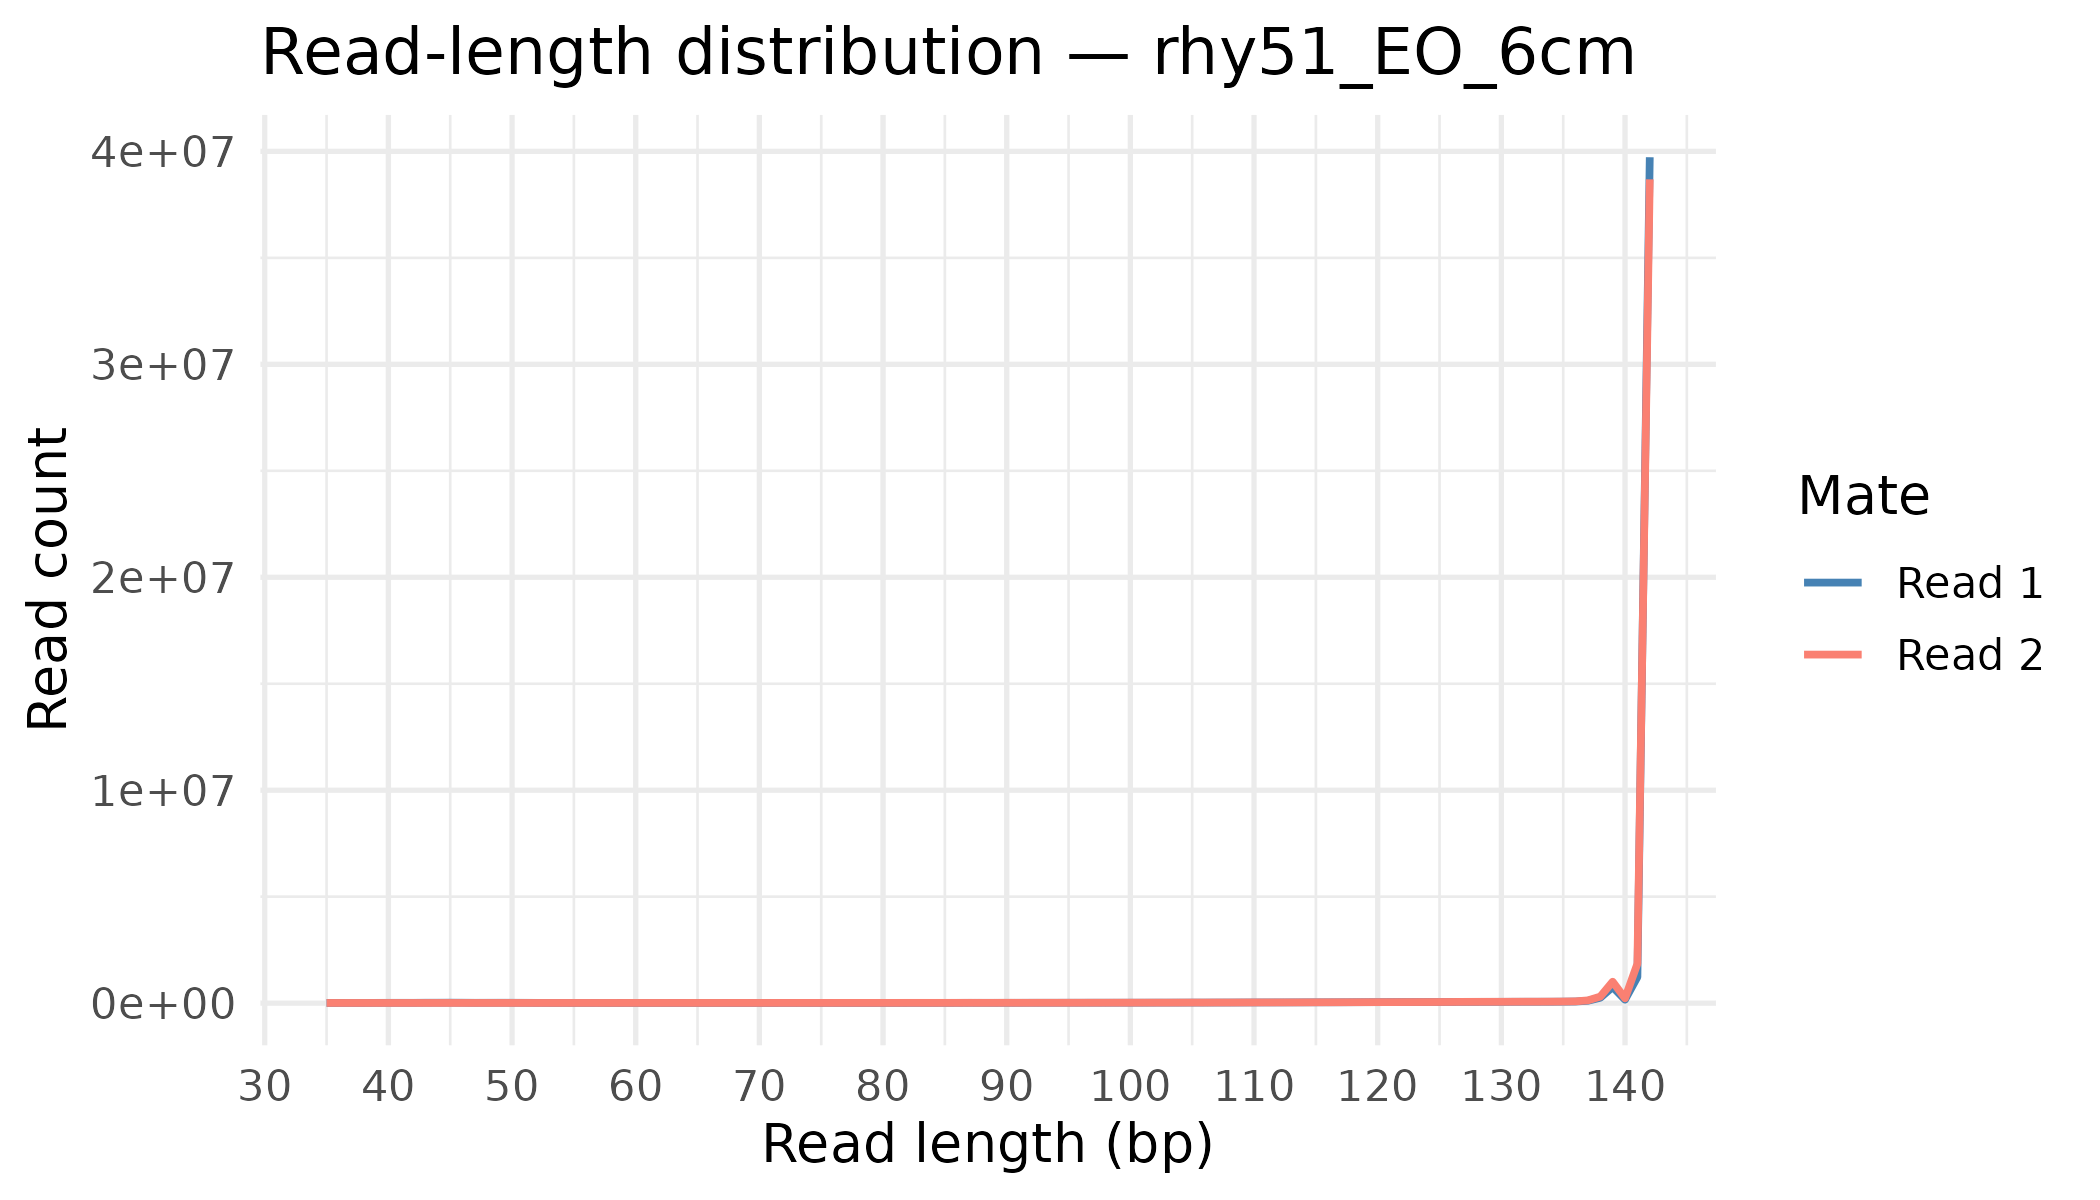 Read-length distribution — rhy51_EO_6cm
4e+07
3e+07
2e+07
1e+07
0e+00
Read count
30 40 50 60 70 80 90 100 110 120 130 140
Read length (bp)
Mate
Read 1
Read 2